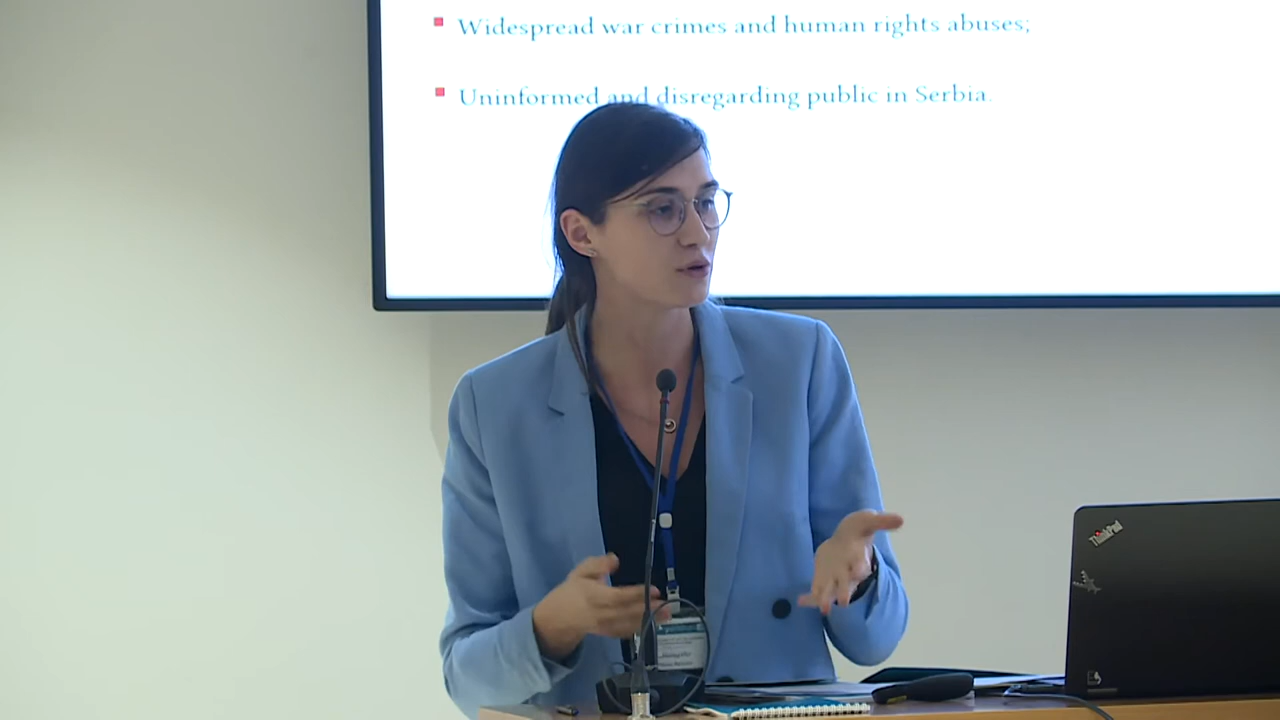 Widespread war crimes and human rights abuses;
Uninformed and disregarding public in Serbia.
ThinkPad